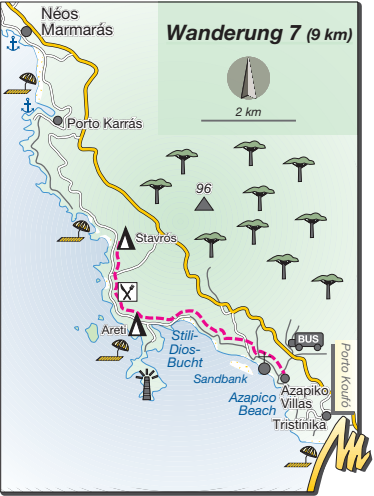 Néos
Marmarás
Wanderung 7 (9 km)
2 km
Porto Karrás
96
Stavrós
Areti
Stili-
Dios-
Bucht
BUS
Sandbank
Azapico
Beach
Azapiko
Villas
Tristinika
Porto Koufó